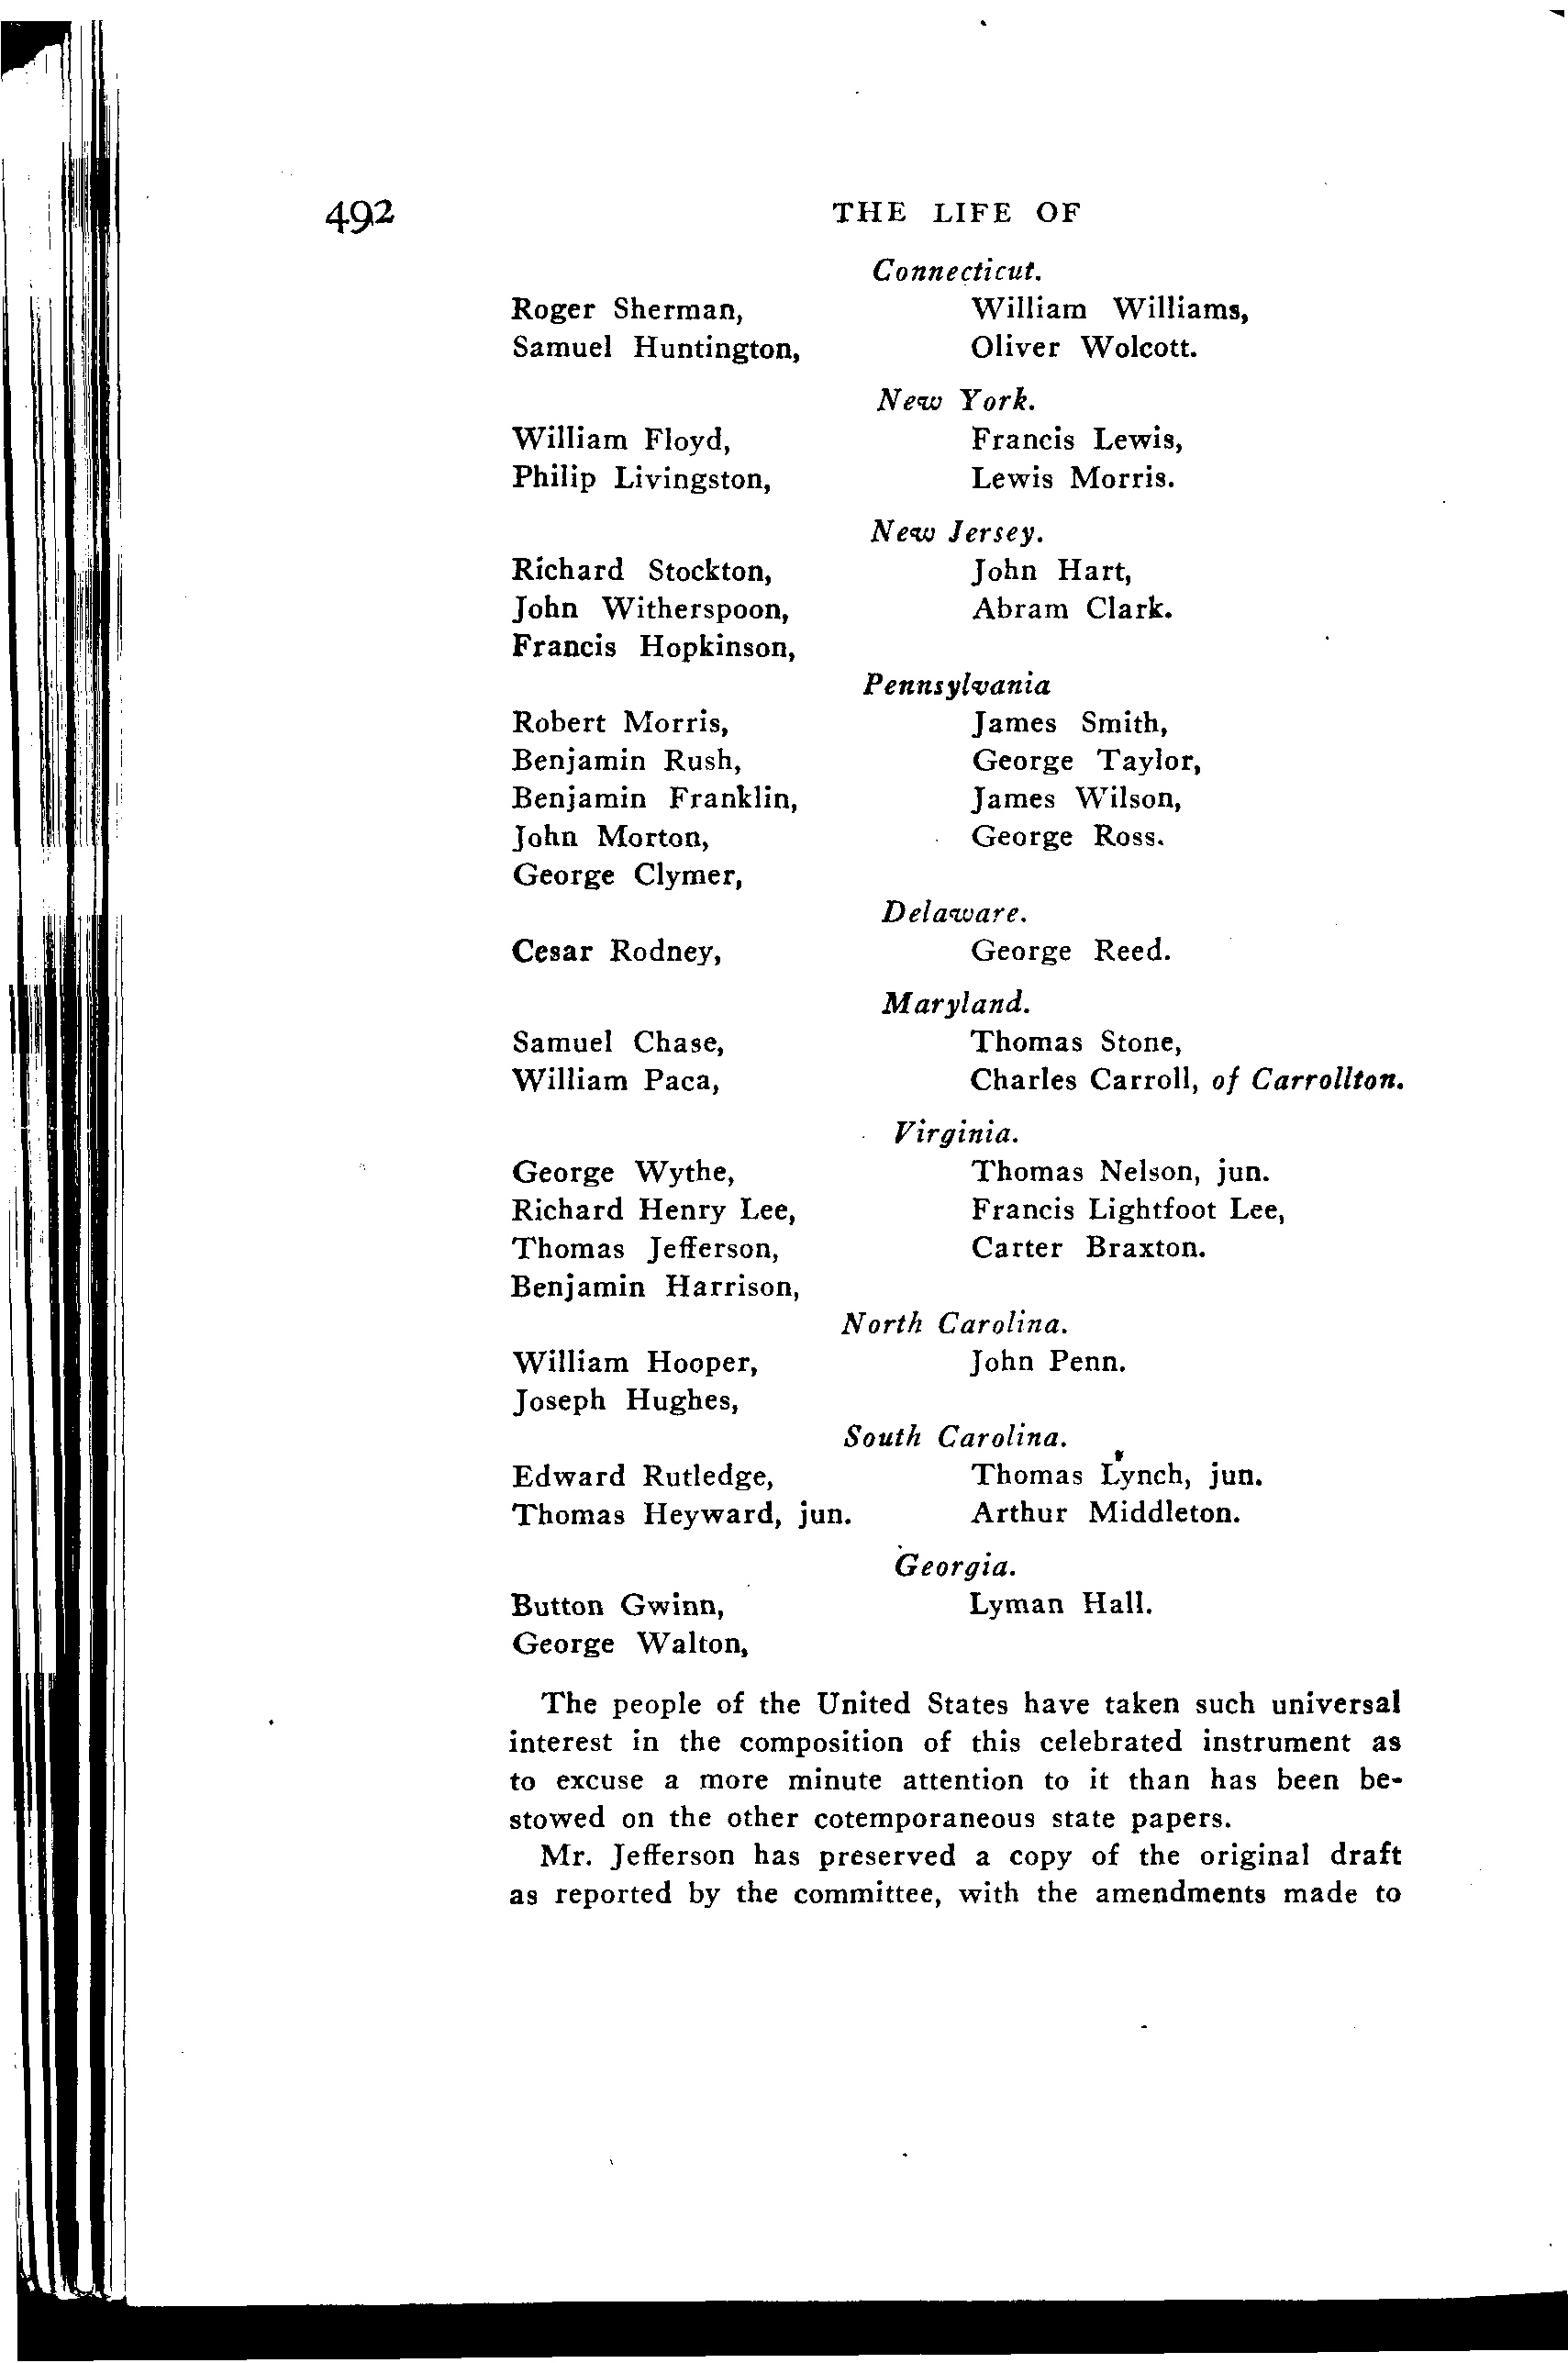 492 THE LIFE OF
Connecticut.
Roger Sherman, William Williams,
Samuel Huntington, Oliver Wolcott.
New York.
William Floyd, Francis Lewis,
Philip Livingston, Lewis Morris.
New Jersey.
Richard Stockton, John Hart,
John Witherspoon, Abram Clark.
Francis Hopkinson,
Pennsylvania
Robert Morris, James Smith,
Benjamin Rush, George Taylor,
Benjamin Franklin, James Wilson,
John Morton, George Ross.
George Clymer,
Delaware.
Cesar Rodney, George Reed.
Maryland.
Samuel Chase, Thomas Stone,
William Paca, Charles Carroll, of Carrollton.
Virginia.
George Wythe, Thomas Nelson, jun.
Richard Henry Lee, Francis Lightfoot Lee,
Thomas Jefferson, Carter Braxton.
Benjamin Harrison,
North Carolina.
William Hooper, John Penn.
Joseph Hughes,
South Carolina.
Edward Rutledge, Thomas Lynch, jun.
Thomas Heyward, jun. Arthur Middleton.
Georgia.
Button Gwinn, Lyman Hall.
George Walton,
The people of the United States have taken such universal
interest in the composition of this celebrated instrument as
to excuse a more minute attention to it than has been be-
stowed on the other cotemporaneous state papers.
Mr. Jefferson has preserved a copy of the original draft
as reported by the committee, with the amendments made to